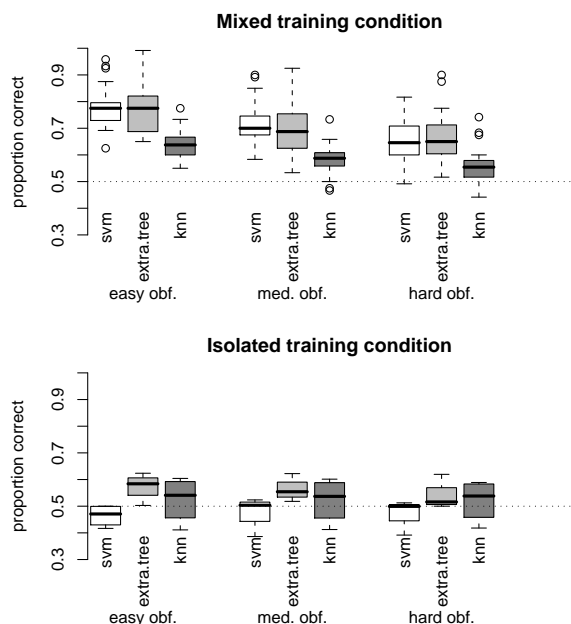 Mixed training condition
proportion correct
0.3 0.5 0.7 0.9
svm extra.tree knn svm extra.tree knn svm extra.tree knn
easy obf. med. obf. hard obf.
Isolated training condition
proportion correct
0.3 0.5 0.7 0.9
svm extra.tree knn svm extra.tree knn svm extra.tree knn
easy obf. med. obf. hard obf.